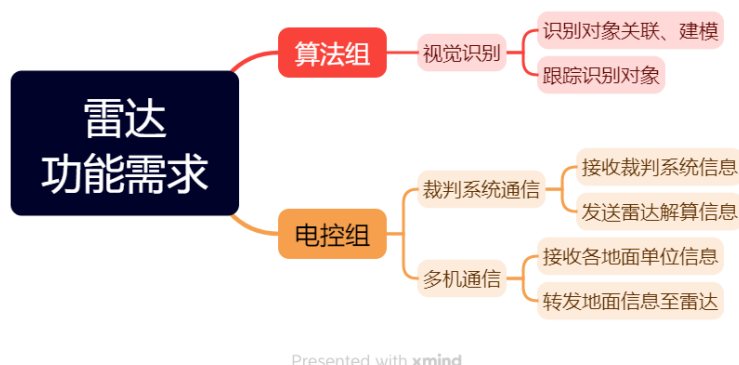 雷达
功能需求
算法组
视觉识别
识别对象关联、建模
跟踪识别对象
电控组
裁判系统通信
接收裁判系统信息
发送雷达解算信息
多机通信
接收各地面单位信息
转发地面信息至雷达
Presented with xmind